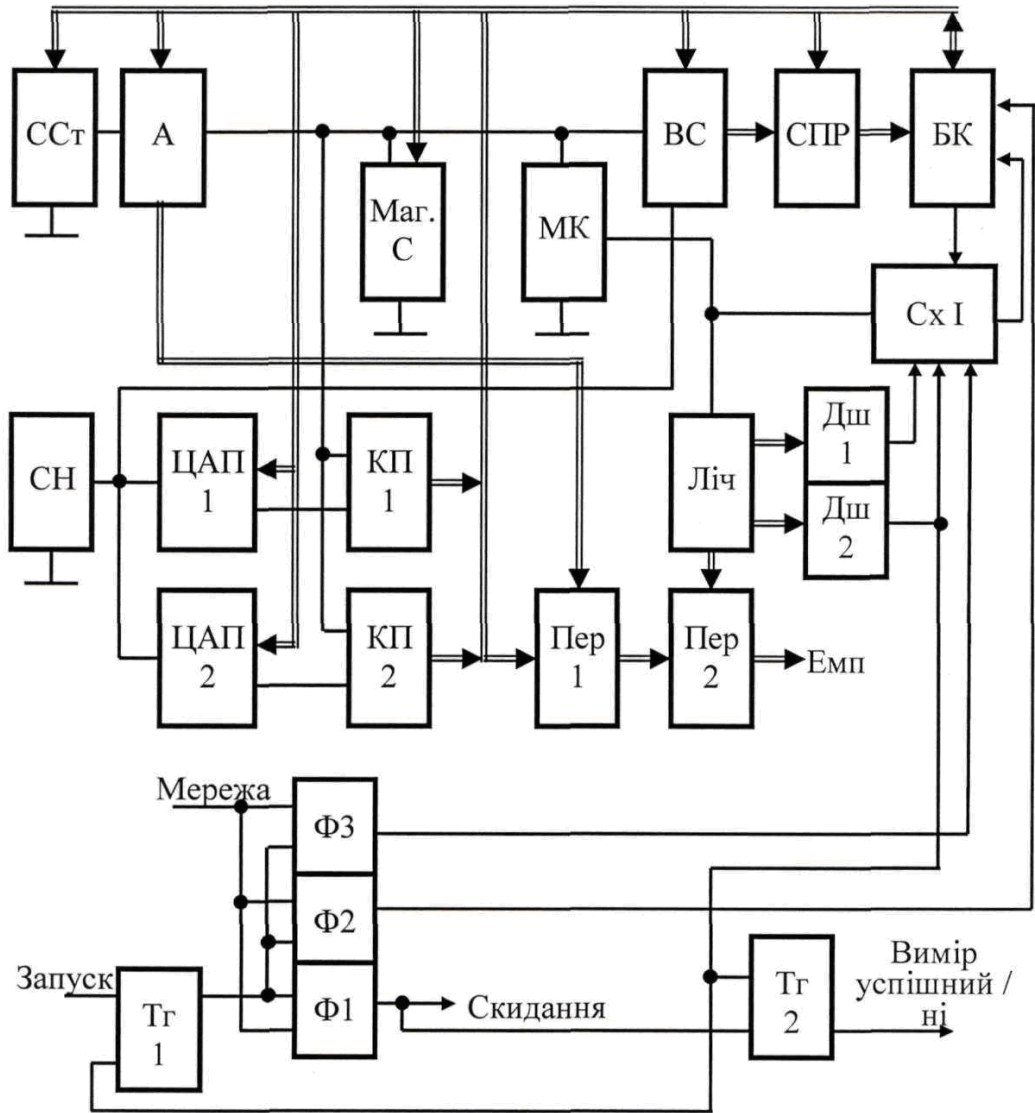 ССт
А
ВС
СПР
БК
Маг.
С
МК
Сх І
СН
ЦАП
1
КП
1
Ліч
Дш
1
Дш
2
ЦАП
2
КП
2
Пер
1
Пер
2
Емп
Мережа
Ф3
Ф2
Запуск
Тг
1
Ф1
Скидання
Тг
2
Вимір
успішний /
ні